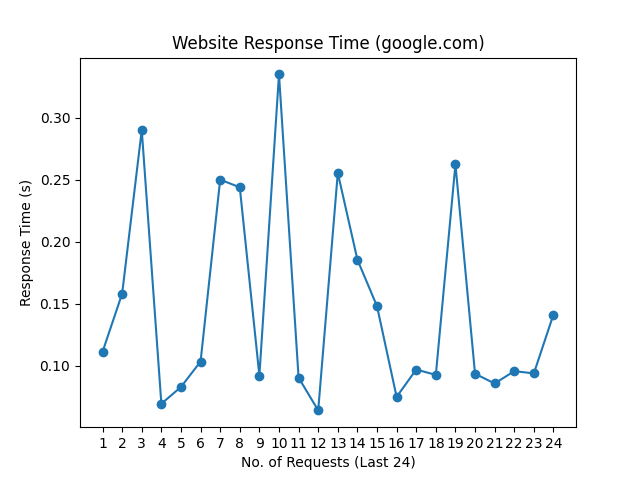 Website Response Time (google.com)
0.30
0.25
0.20
0.15
0.10
Response Time (s)
1 2 3 4 5 6 7 8 9 10 11 12 13 14 15 16 17 18 19 20 21 22 23 24
No. of Requests (Last 24)